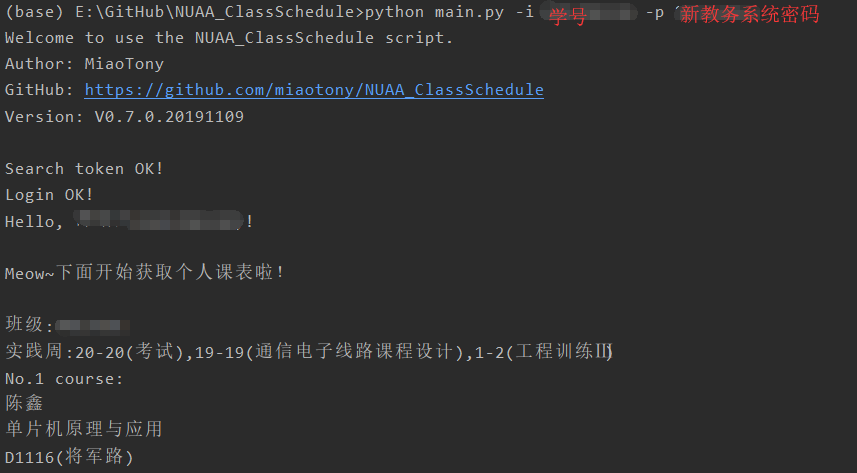 (base) E:\GitHub\NUAA_ClassSchedule>python main.py -i 学号 -p 新教务系统密码
Welcome to use the NUAA_ClassSchedule script.
Author: MiaoTony
GitHub: https://github.com/miaotony/NUAA_ClassSchedule
Version: V0.7.0.20191109
Search token OK!
Login OK!
Hello, !
Meow~下面开始获取个人课表啦！
班级:
实践周:20-20(考试),19-19(通信电子线路课程设计),1-2(工程训练Ⅲ)
No.1 course:
陈鑫
单片机原理与应用
D1116(将军路)